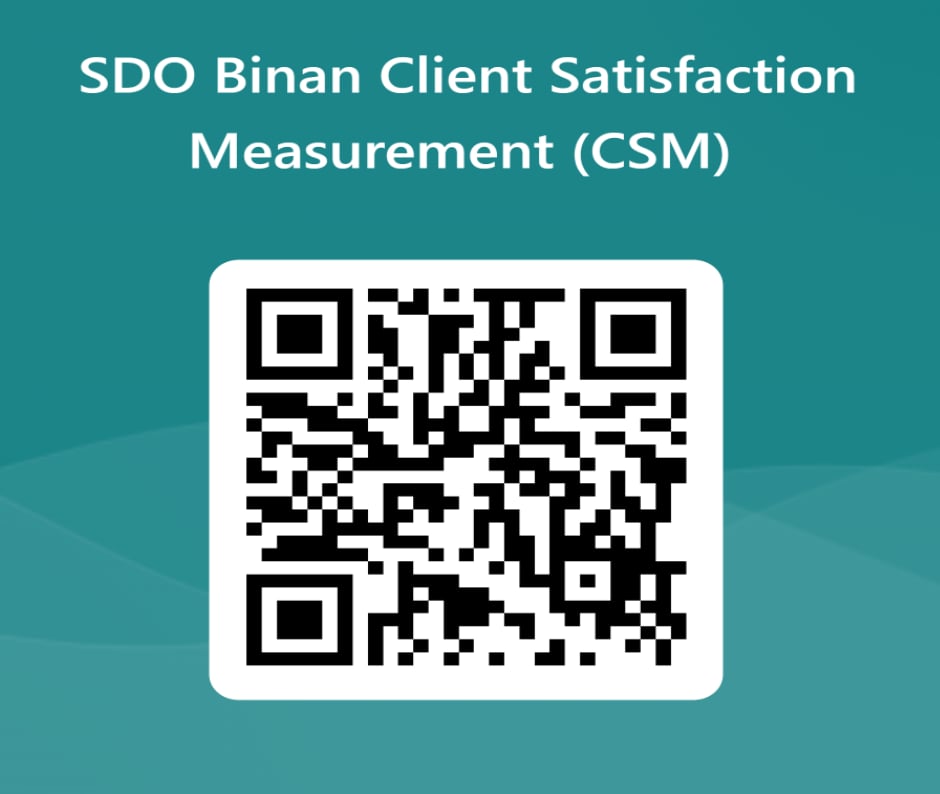 SDO Binan Client Satisfaction
Measurement (CSM)